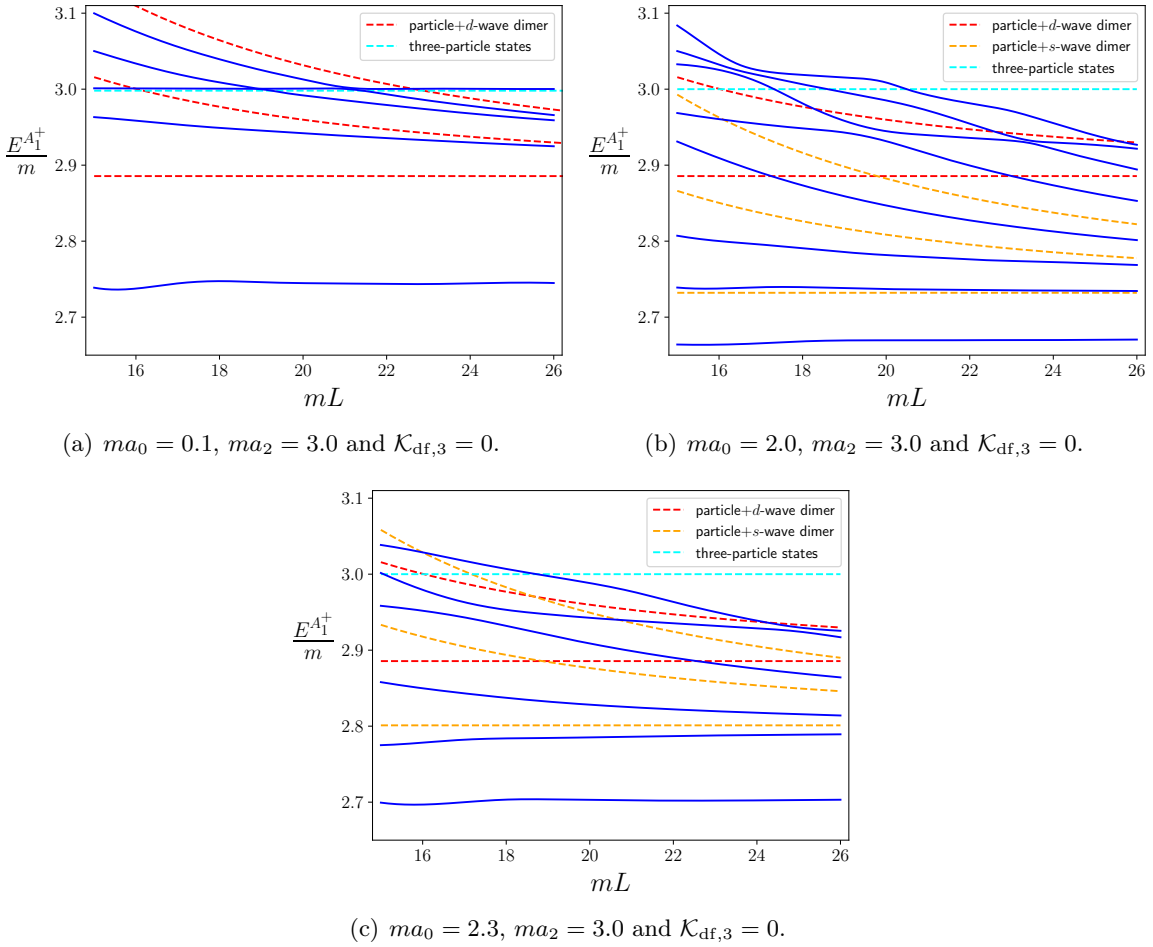 3.1
3.0
2.9
2.8
2.7
E^{A_1^+}
m
particle+d-wave dimer
three-particle states
16 18 20 22 24 26
mL
(a) ma_0 = 0.1, ma_2 = 3.0 and K_{df,3} = 0.
3.1
3.0
2.9
2.8
2.7
E^{A_1^+}
m
particle+d-wave dimer
particle+s-wave dimer
three-particle states
16 18 20 22 24 26
mL
(b) ma_0 = 2.0, ma_2 = 3.0 and K_{df,3} = 0.
3.1
3.0
2.9
2.8
2.7
E^{A_1^+}
m
particle+d-wave dimer
particle+s-wave dimer
three-particle states
16 18 20 22 24 26
mL
(c) ma_0 = 2.3, ma_2 = 3.0 and K_{df,3} = 0.